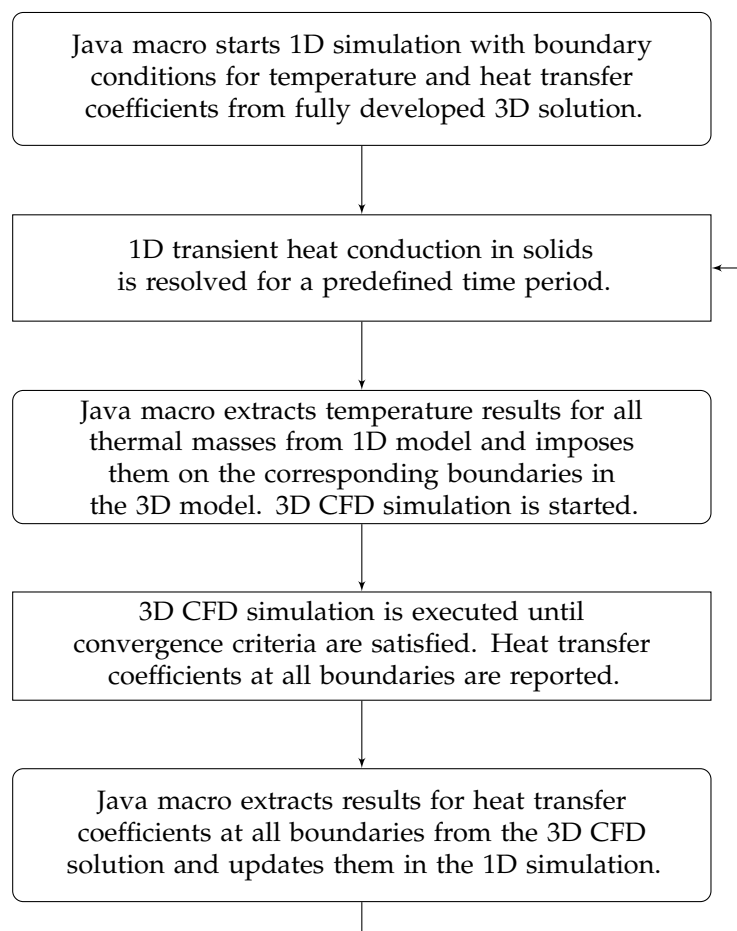 Java macro starts 1D simulation with boundary
conditions for temperature and heat transfer
coefficients from fully developed 3D solution.
1D transient heat conduction in solids
is resolved for a predefined time period.
Java macro extracts temperature results for all
thermal masses from 1D model and imposes
them on the corresponding boundaries in
the 3D model. 3D CFD simulation is started.
3D CFD simulation is executed until
convergence criteria are satisfied. Heat transfer
coefficients at all boundaries are reported.
Java macro extracts results for heat transfer
coefficients at all boundaries from the 3D CFD
solution and updates them in the 1D simulation.